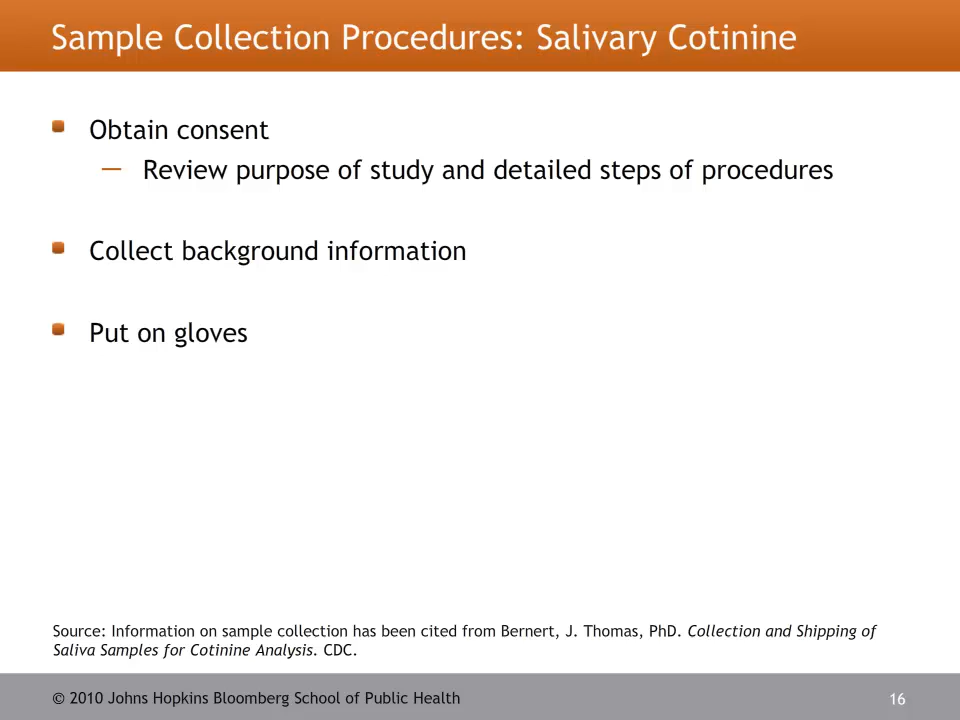 Sample Collection Procedures: Salivary Cotinine
Obtain consent
— Review purpose of study and detailed steps of procedures
Collect background information
Put on gloves
Source: Information on sample collection has been cited from Bernert, J. Thomas, PhD. Collection and Shipping of
Saliva Samples for Cotinine Analysis. CDC.
© 2010 Johns Hopkins Bloomberg School of Public Health
16